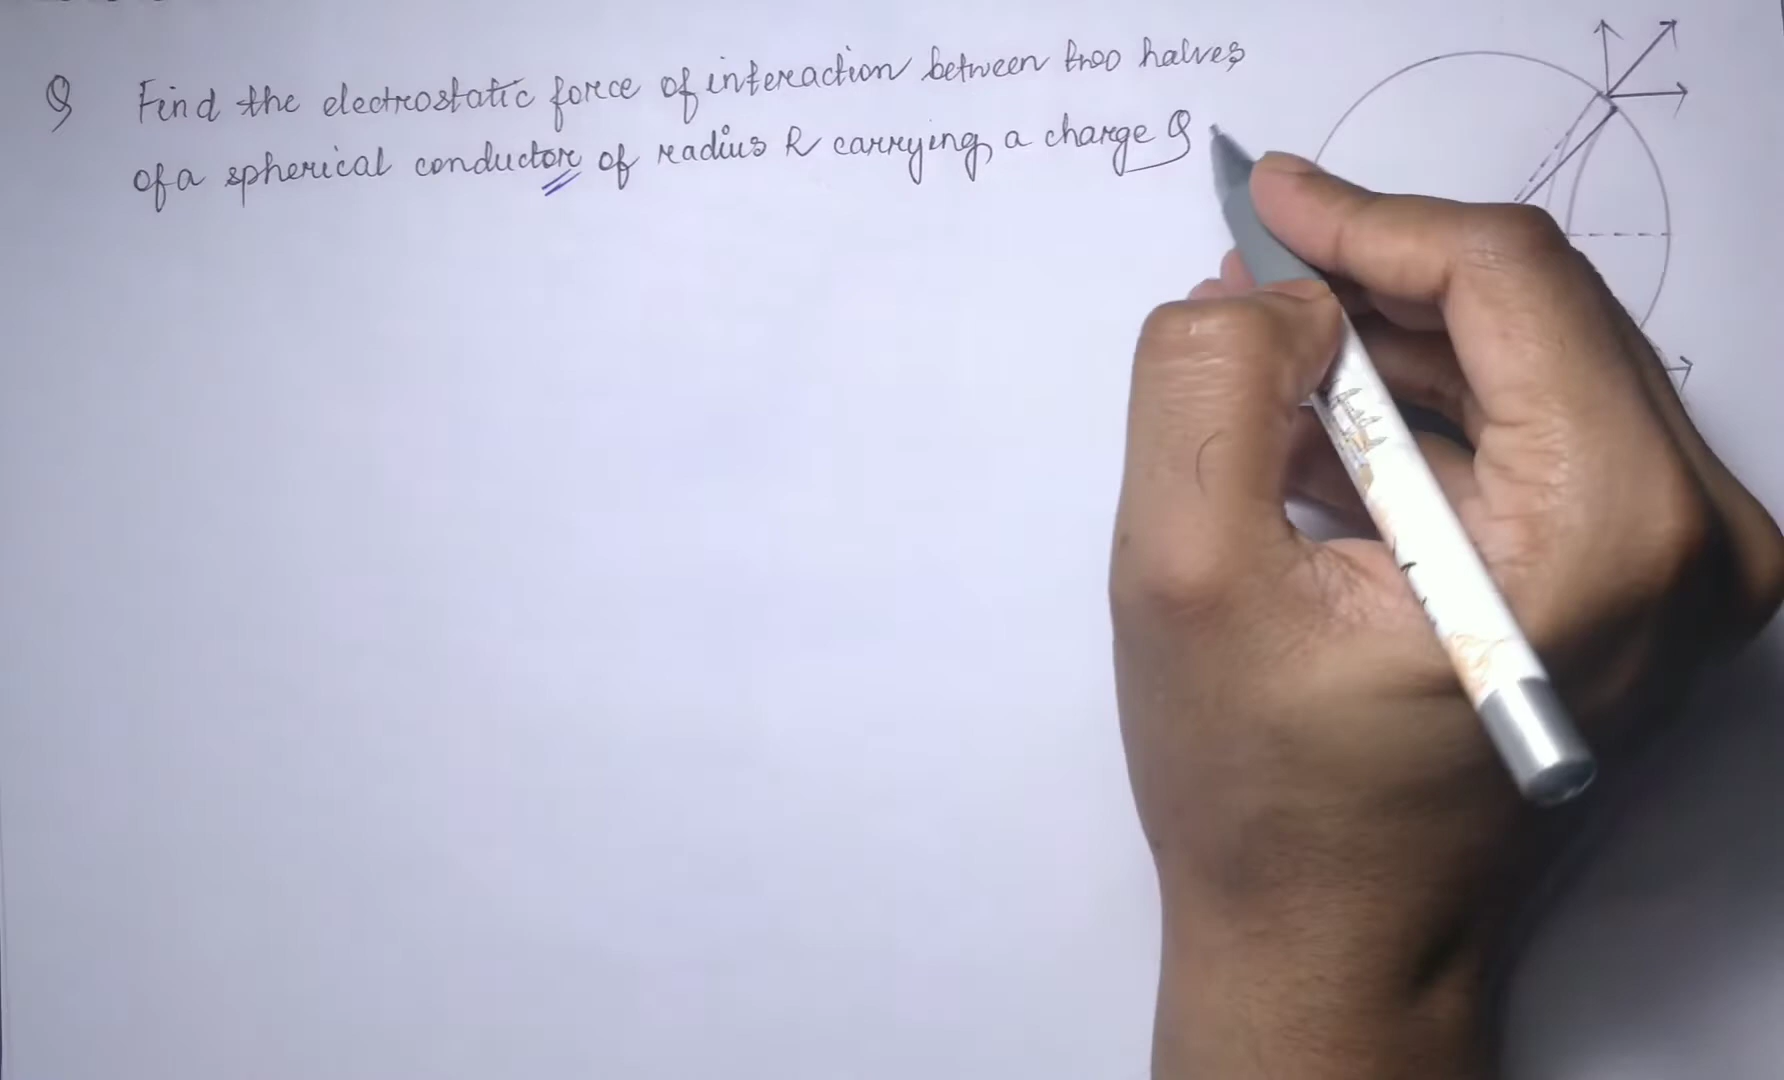 Q Find the electrostatic force of interaction between two halves
of a spherical conductor of radius R carrying a charge Q